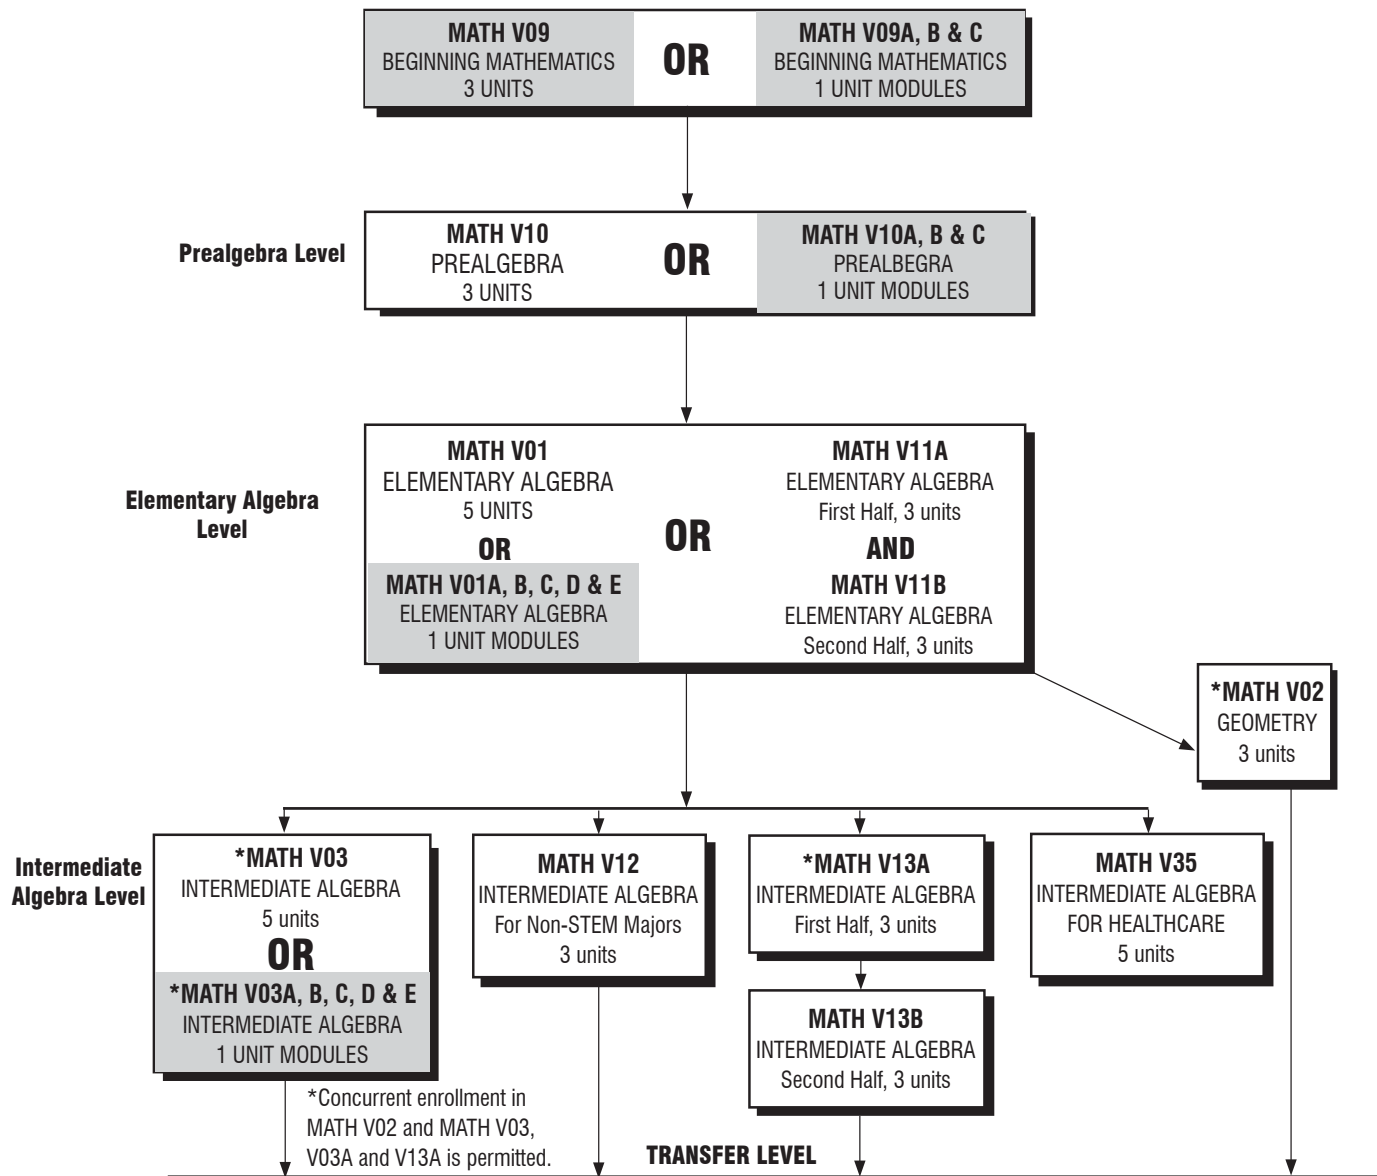 MATH V09
BEGINNING MATHEMATICS
3 UNITS
OR
MATH V09A, B & C
BEGINNING MATHEMATICS
1 UNIT MODULES
Prealgebra Level
MATH V10
PREALGEBRA
3 UNITS
OR
MATH V10A, B & C
PREALBEGRA
1 UNIT MODULES
Elementary Algebra
Level
MATH V01
ELEMENTARY ALGEBRA
5 UNITS
OR
MATH V01A, B, C, D & E
ELEMENTARY ALGEBRA
1 UNIT MODULES
OR
MATH V11A
ELEMENTARY ALGEBRA
First Half, 3 units
AND
MATH V11B
ELEMENTARY ALGEBRA
Second Half, 3 units
*MATH V02
GEOMETRY
3 units
Intermediate
Algebra Level
*MATH V03
INTERMEDIATE ALGEBRA
5 units
OR
*MATH V03A, B, C, D & E
INTERMEDIATE ALGEBRA
1 UNIT MODULES
MATH V12
INTERMEDIATE ALGEBRA
For Non-STEM Majors
3 units
*MATH V13A
INTERMEDIATE ALGEBRA
First Half, 3 units
MATH V13B
INTERMEDIATE ALGEBRA
Second Half, 3 units
MATH V35
INTERMEDIATE ALGEBRA
FOR HEALTHCARE
5 units
*Concurrent enrollment in
MATH V02 and MATH V03,
V03A and V13A is permitted.
TRANSFER LEVEL